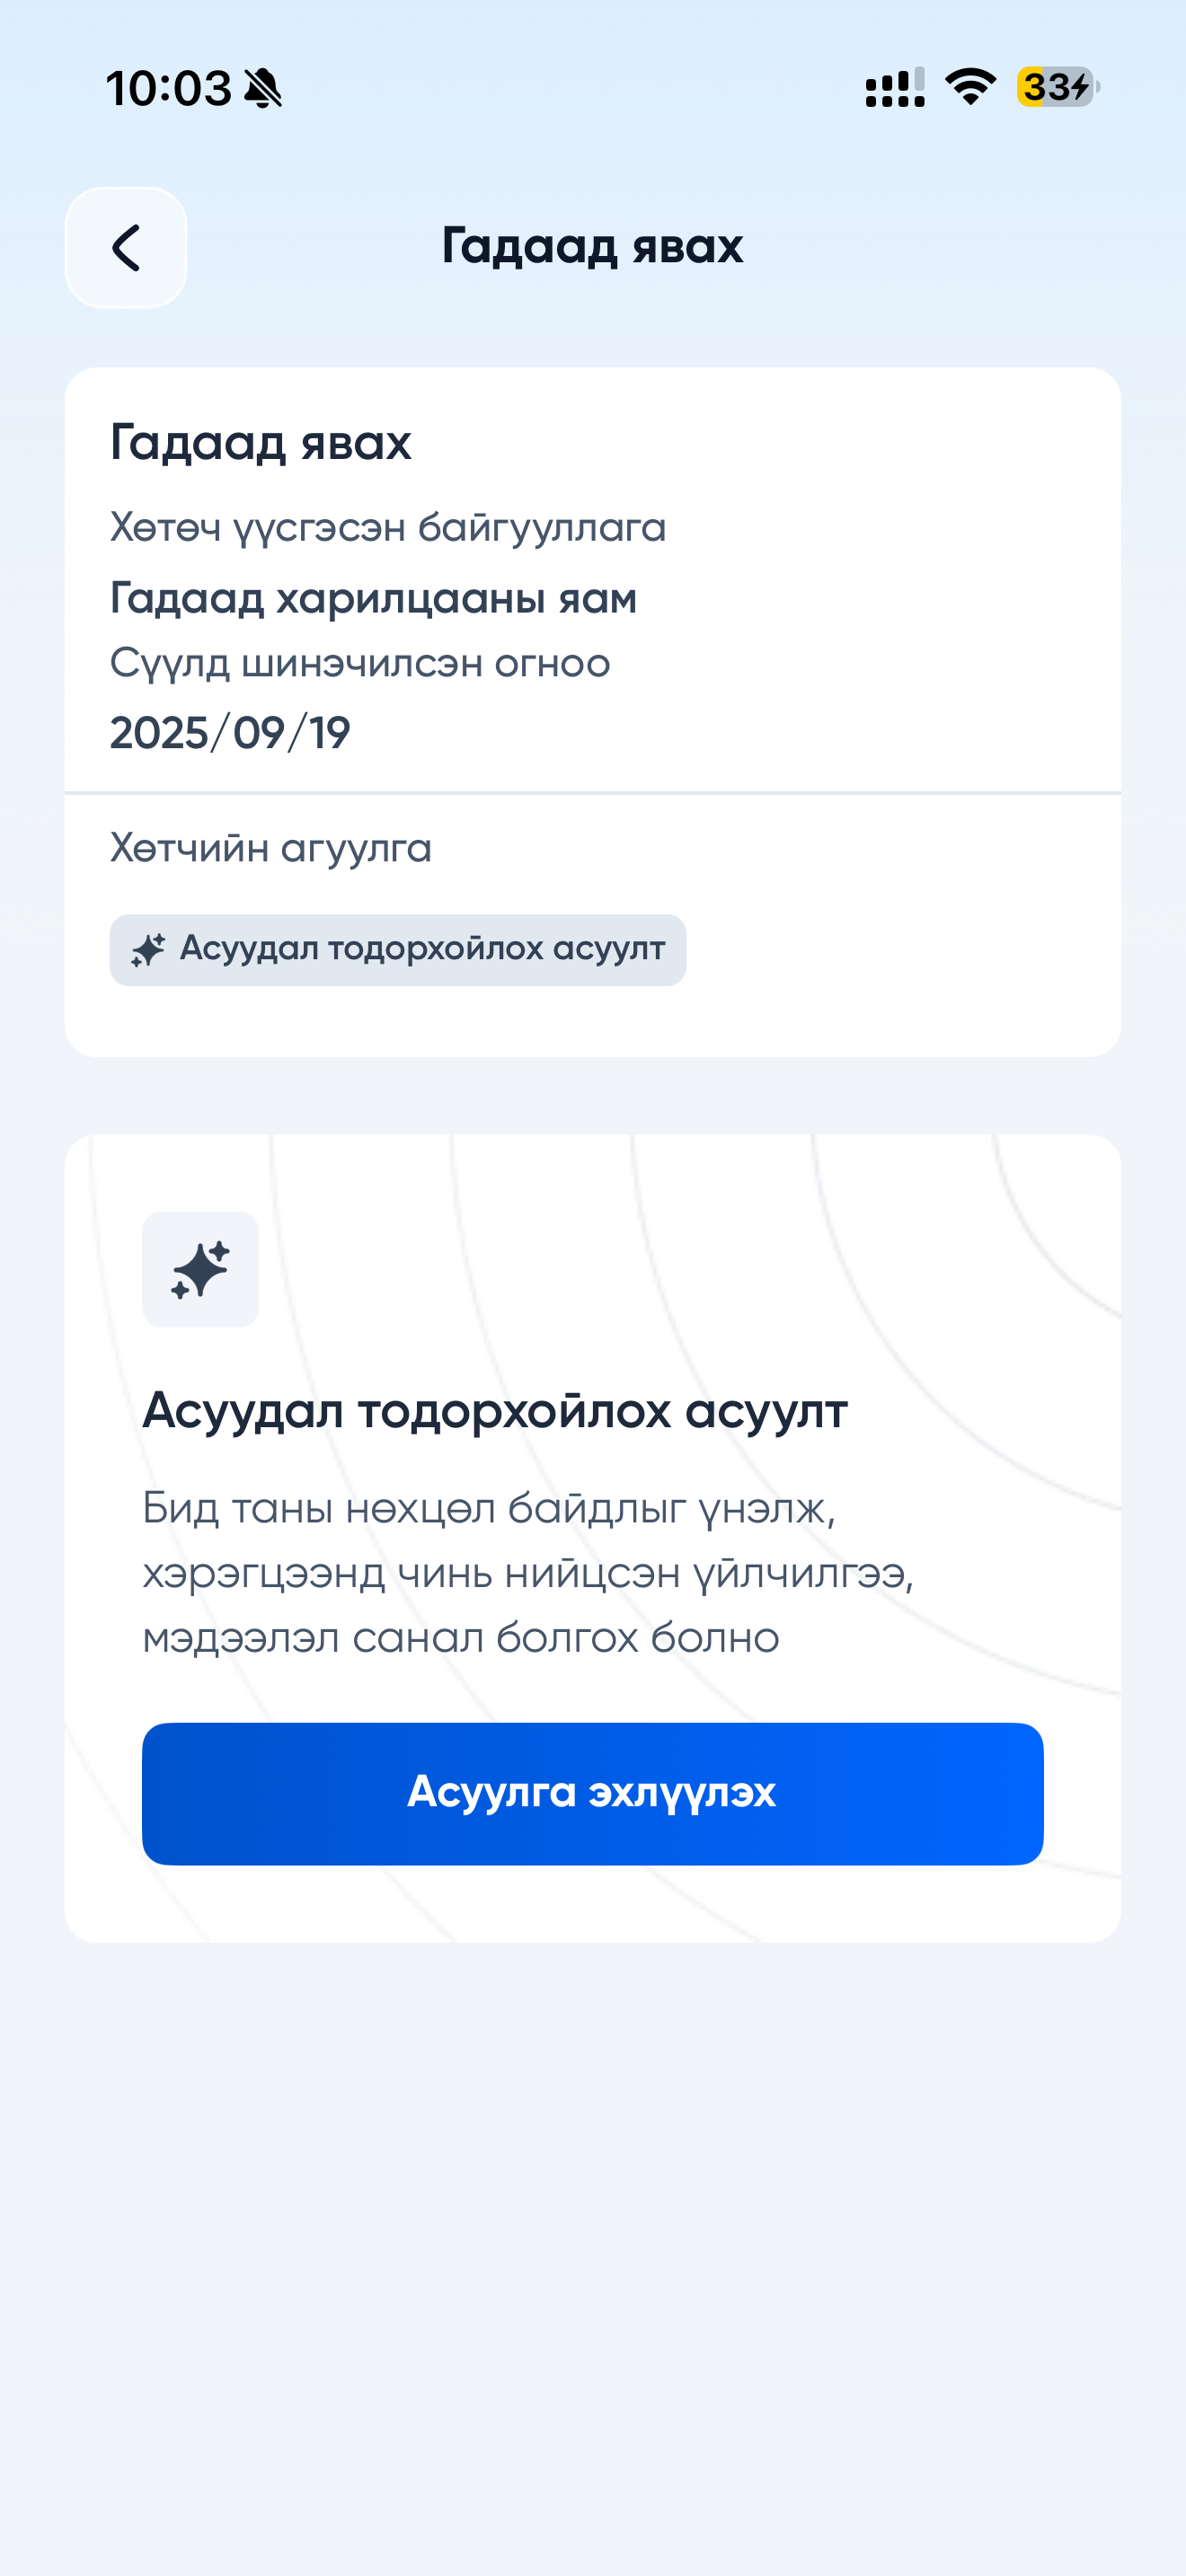 10:03
33
Гадаад явах
Гадаад явах
Хөтөч үүсгэсэн байгууллага
Гадаад харилцааны яам
Сүүлд шинэчилсэн огноо
2025/09/19
Хөтчийн агуулга
Асуудал тодорхойлох асуулт
Асуудал тодорхойлох асуулт
Бид таны нөхцөл байдлыг үнэлж,
хэрэгцээнд чинь нийцсэн үйлчилгээ,
мэдээлэл санал болгох болно
Асуулга эхлүүлэх